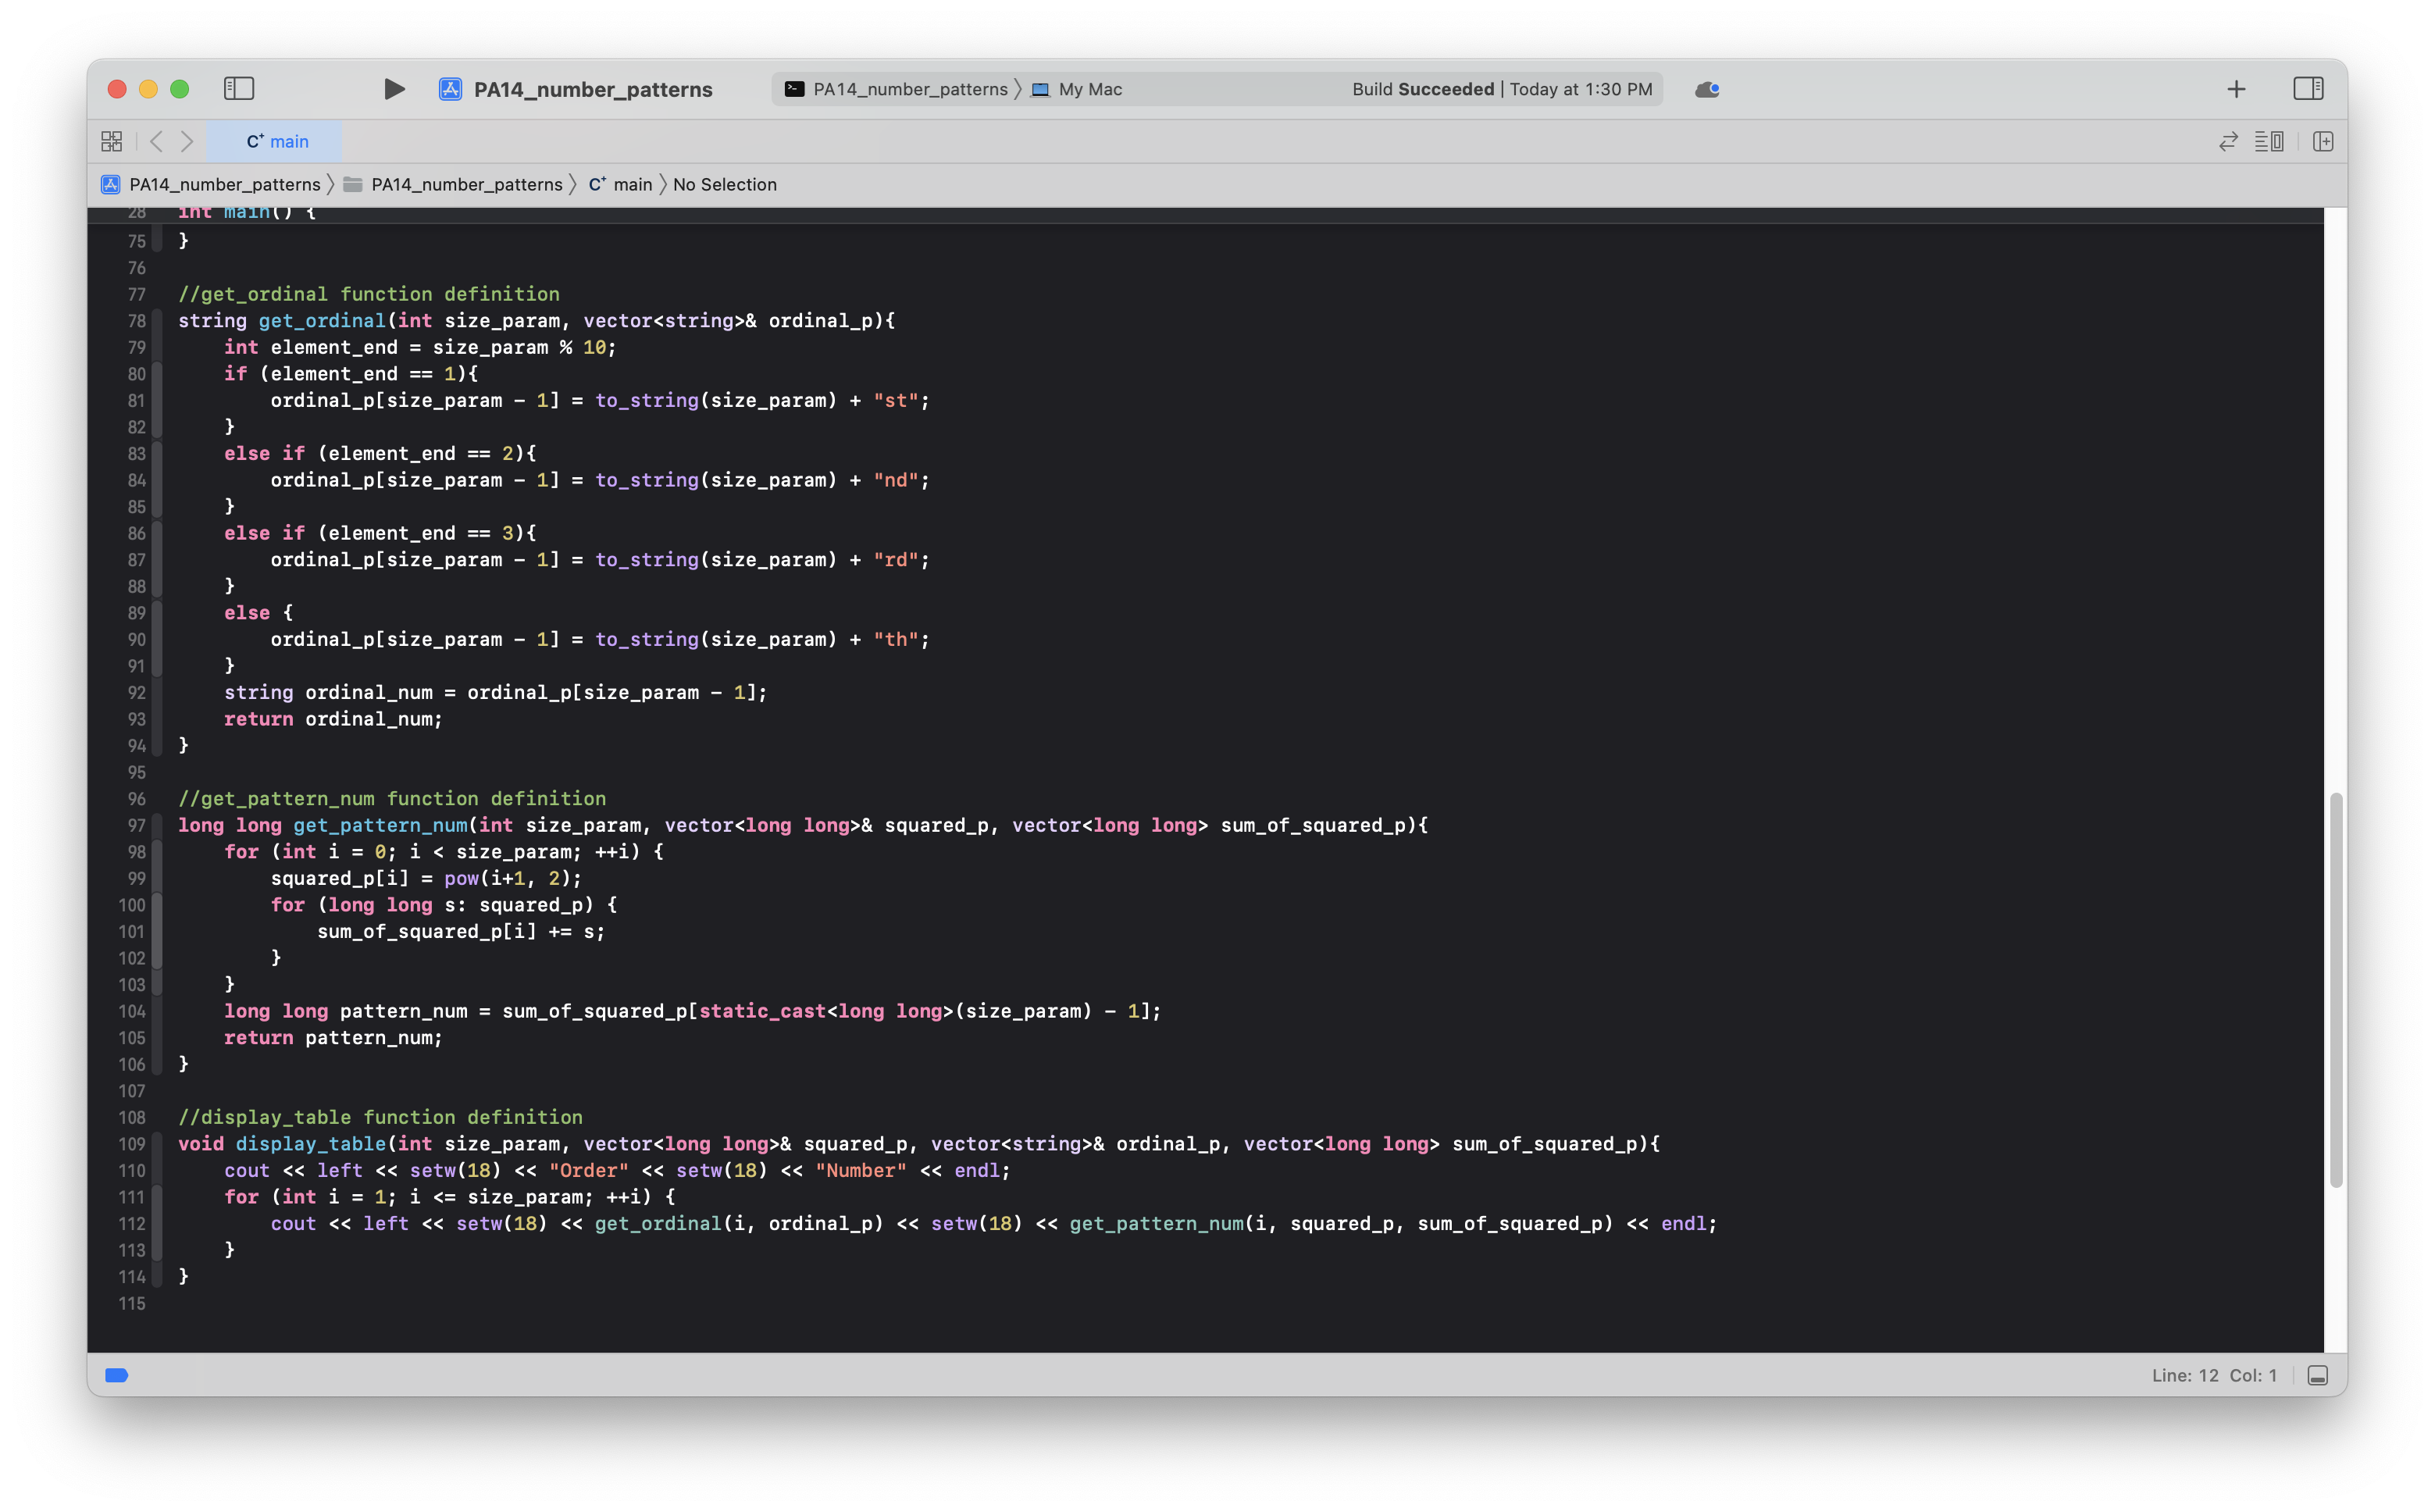 PA14_number_patterns
PA14_number_patterns 〉 My Mac
Build Succeeded | Today at 1:30 PM
C+ main
PA14_number_patterns 〉 PA14_number_patterns 〉 C+ main 〉 No Selection
28 int main() {
75 }
76
77 //get_ordinal function definition
78 string get_ordinal(int size_param, vector<string>& ordinal_p){
79     int element_end = size_param % 10;
80     if (element_end == 1){
81         ordinal_p[size_param - 1] = to_string(size_param) + "st";
82     }
83     else if (element_end == 2){
84         ordinal_p[size_param - 1] = to_string(size_param) + "nd";
85     }
86     else if (element_end == 3){
87         ordinal_p[size_param - 1] = to_string(size_param) + "rd";
88     }
89     else {
90         ordinal_p[size_param - 1] = to_string(size_param) + "th";
91     }
92     string ordinal_num = ordinal_p[size_param - 1];
93     return ordinal_num;
94 }
95
96 //get_pattern_num function definition
97 long long get_pattern_num(int size_param, vector<long long>& squared_p, vector<long long> sum_of_squared_p){
98     for (int i = 0; i < size_param; ++i) {
99         squared_p[i] = pow(i+1, 2);
100         for (long long s: squared_p) {
101             sum_of_squared_p[i] += s;
102         }
103     }
104     long long pattern_num = sum_of_squared_p[static_cast<long long>(size_param) - 1];
105     return pattern_num;
106 }
107
108 //display_table function definition
109 void display_table(int size_param, vector<long long>& squared_p, vector<string>& ordinal_p, vector<long long> sum_of_squared_p){
110     cout << left << setw(18) << "Order" << setw(18) << "Number" << endl;
111     for (int i = 1; i <= size_param; ++i) {
112         cout << left << setw(18) << get_ordinal(i, ordinal_p) << setw(18) << get_pattern_num(i, squared_p, sum_of_squared_p) << endl;
113     }
114 }
115
Line: 12 Col: 1